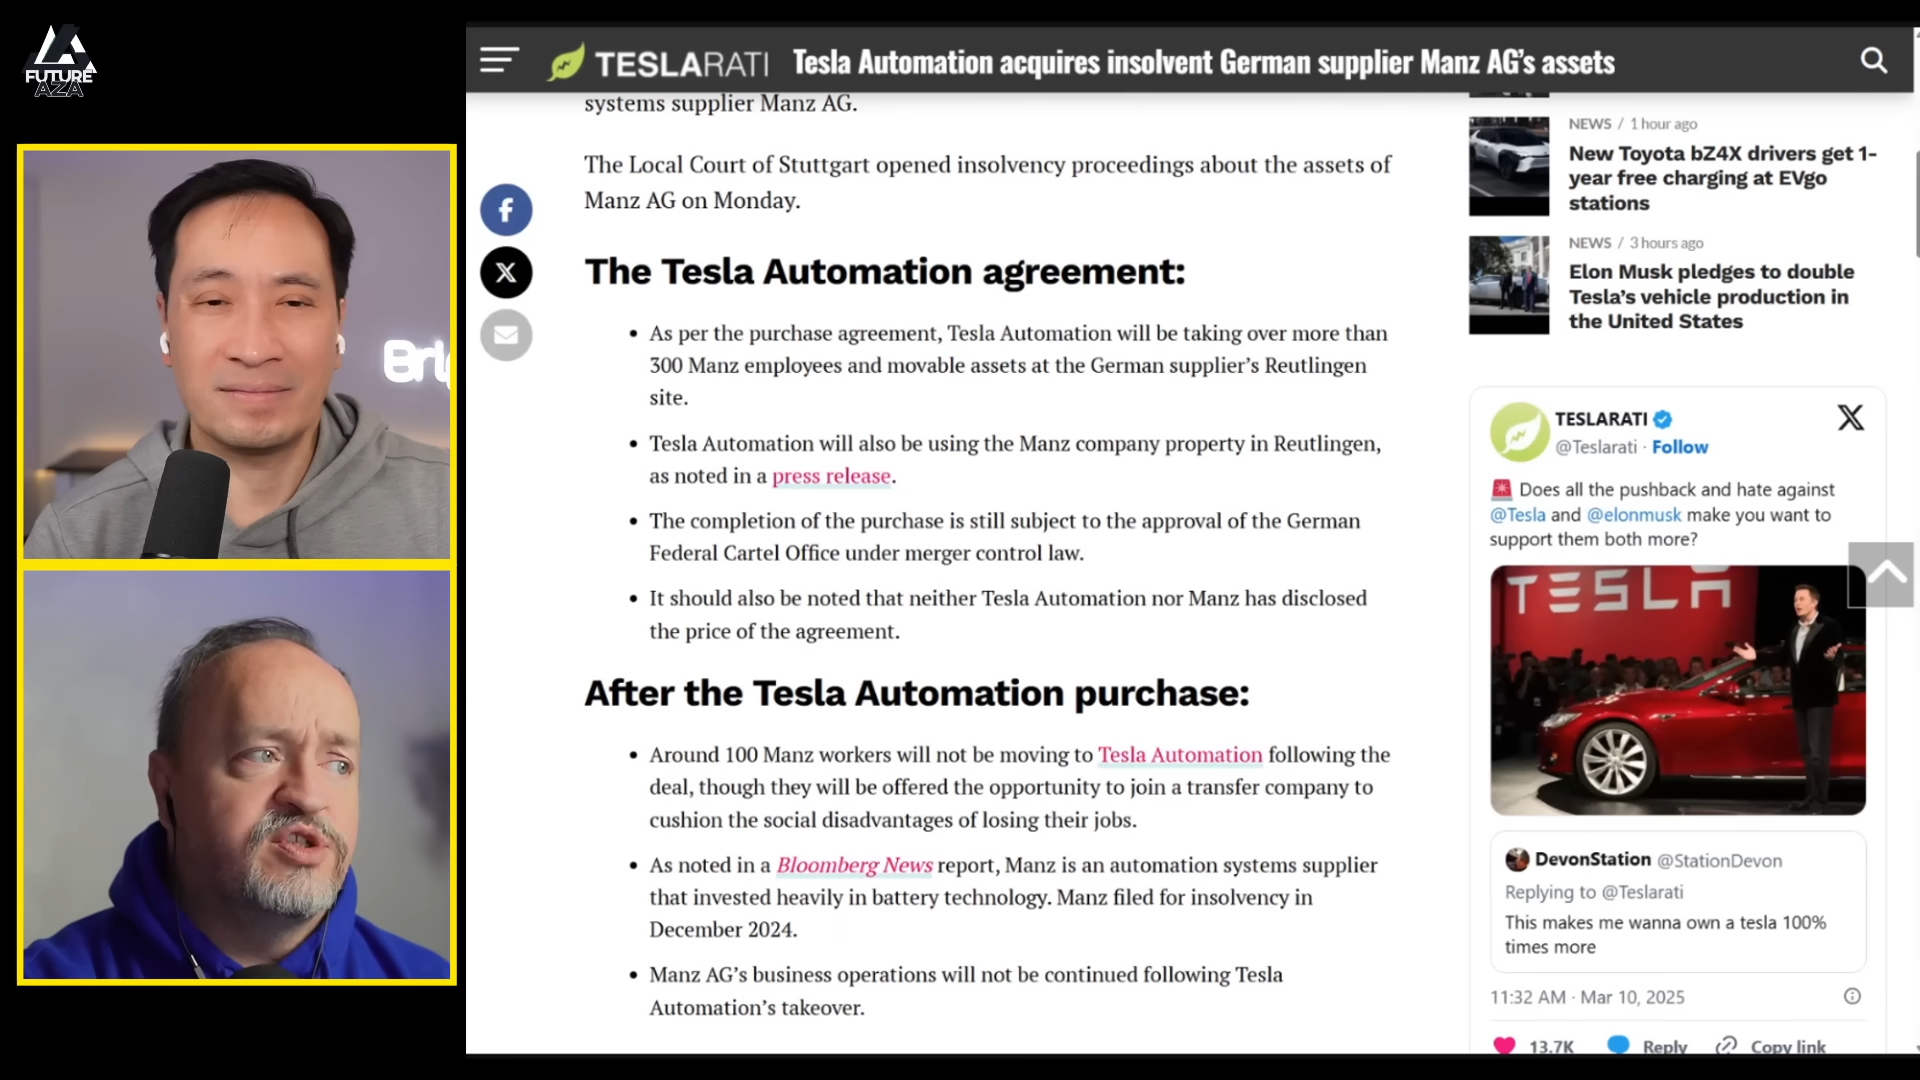 FUTURE
AZA
Bri
TESLARATI
Tesla Automation acquires insolvent German supplier Manz AG's assets
systems supplier Manz AG.
The Local Court of Stuttgart opened insolvency proceedings about the assets of
Manz AG on Monday.
The Tesla Automation agreement:
• As per the purchase agreement, Tesla Automation will be taking over more than
300 Manz employees and movable assets at the German supplier's Reutlingen
site.
• Tesla Automation will also be using the Manz company property in Reutlingen,
as noted in a press release.
• The completion of the purchase is still subject to the approval of the German
Federal Cartel Office under merger control law.
• It should also be noted that neither Tesla Automation nor Manz has disclosed
the price of the agreement.
After the Tesla Automation purchase:
• Around 100 Manz workers will not be moving to Tesla Automation following the
deal, though they will be offered the opportunity to join a transfer company to
cushion the social disadvantages of losing their jobs.
• As noted in a Bloomberg News report, Manz is an automation systems supplier
that invested heavily in battery technology. Manz filed for insolvency in
December 2024.
• Manz AG's business operations will not be continued following Tesla
Automation's takeover.
NEWS / 1 hour ago
New Toyota bZ4X drivers get 1-
year free charging at EVgo
stations
NEWS / 3 hours ago
Elon Musk pledges to double
Tesla's vehicle production in
the United States
TESLARATI
@Teslarati · Follow
🚨 Does all the pushback and hate against
@Tesla and @elonmusk make you want to
support them both more?
TESLA
DevonStation @StationDevon
Replying to @Teslarati
This makes me wanna own a tesla 100%
times more
11:32 AM · Mar 10, 2025
13.7K Reply Copy link